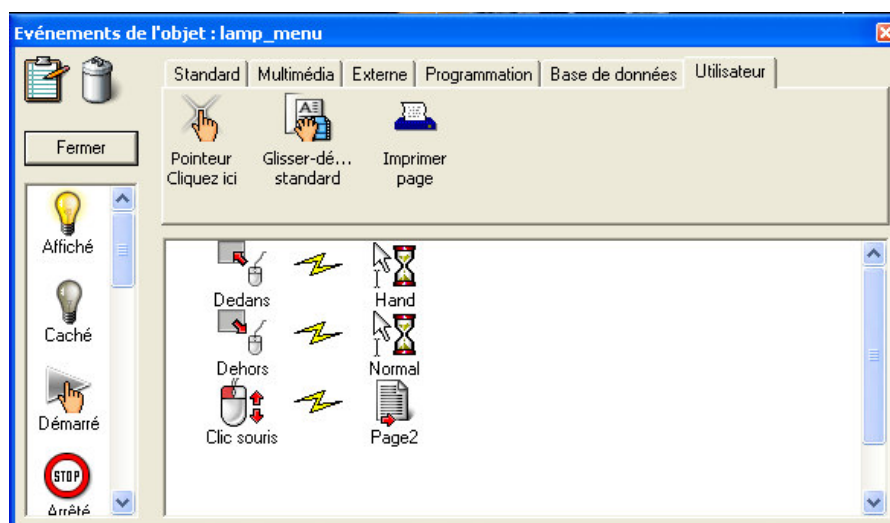 Evénements de l'objet : lamp_menu
Standard
Multimédia
Externe
Programmation
Base de données
Utilisateur
Fermer
Pointeur
Cliquez ici
Glisser-dé...
standard
Imprimer
page
Affiché
Caché
Démarré
STOP
Arrêté
Dedans
Hand
Dehors
Normal
Clic souris
Page2